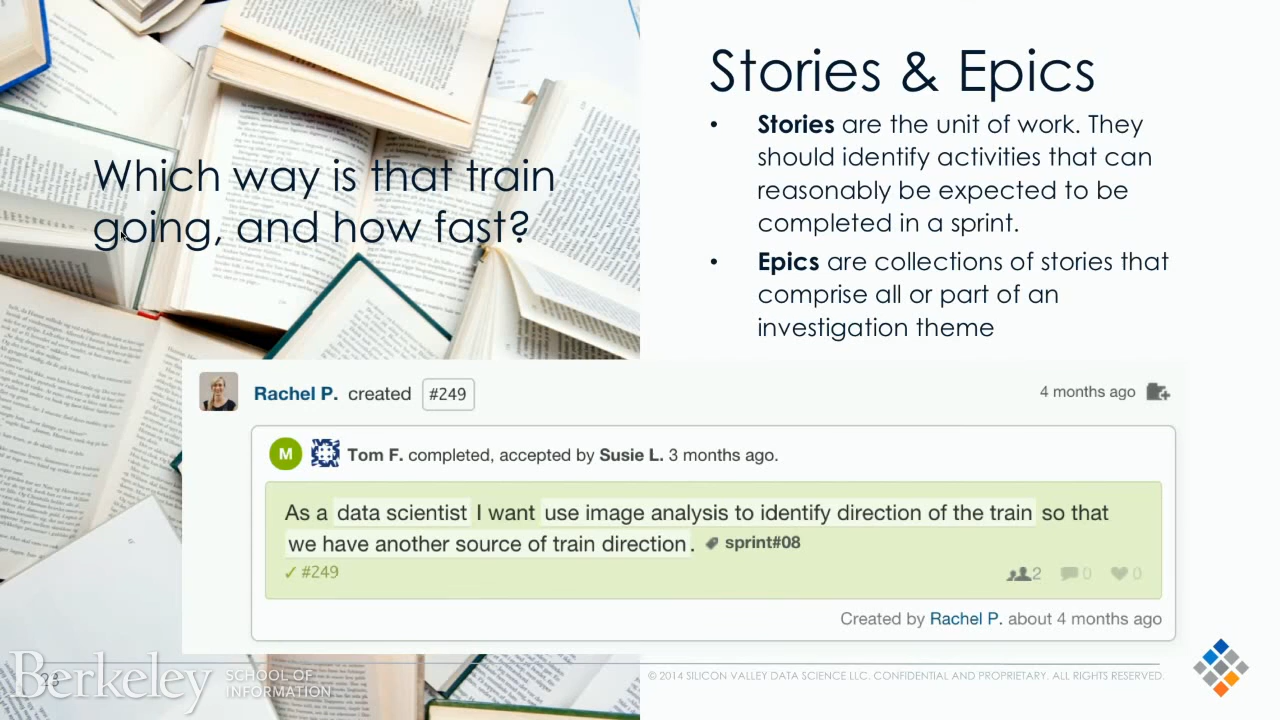 Which way is that train
going, and how fast?
Stories & Epics
• Stories are the unit of work. They
should identify activities that can
reasonably be expected to be
completed in a sprint.
• Epics are collections of stories that
comprise all or part of an
investigation theme
Rachel P. created #249
4 months ago
M Tom F. completed, accepted by Susie L. 3 months ago.
As a data scientist I want use image analysis to identify direction of the train so that
we have another source of train direction. sprint#08
✓ #249
2 0 0
Created by Rachel P. about 4 months ago
Berkeley SCHOOL OF
INFORMATION
© 2014 SILICON VALLEY DATA SCIENCE LLC. CONFIDENTIAL AND PROPRIETARY. ALL RIGHTS RESERVED.